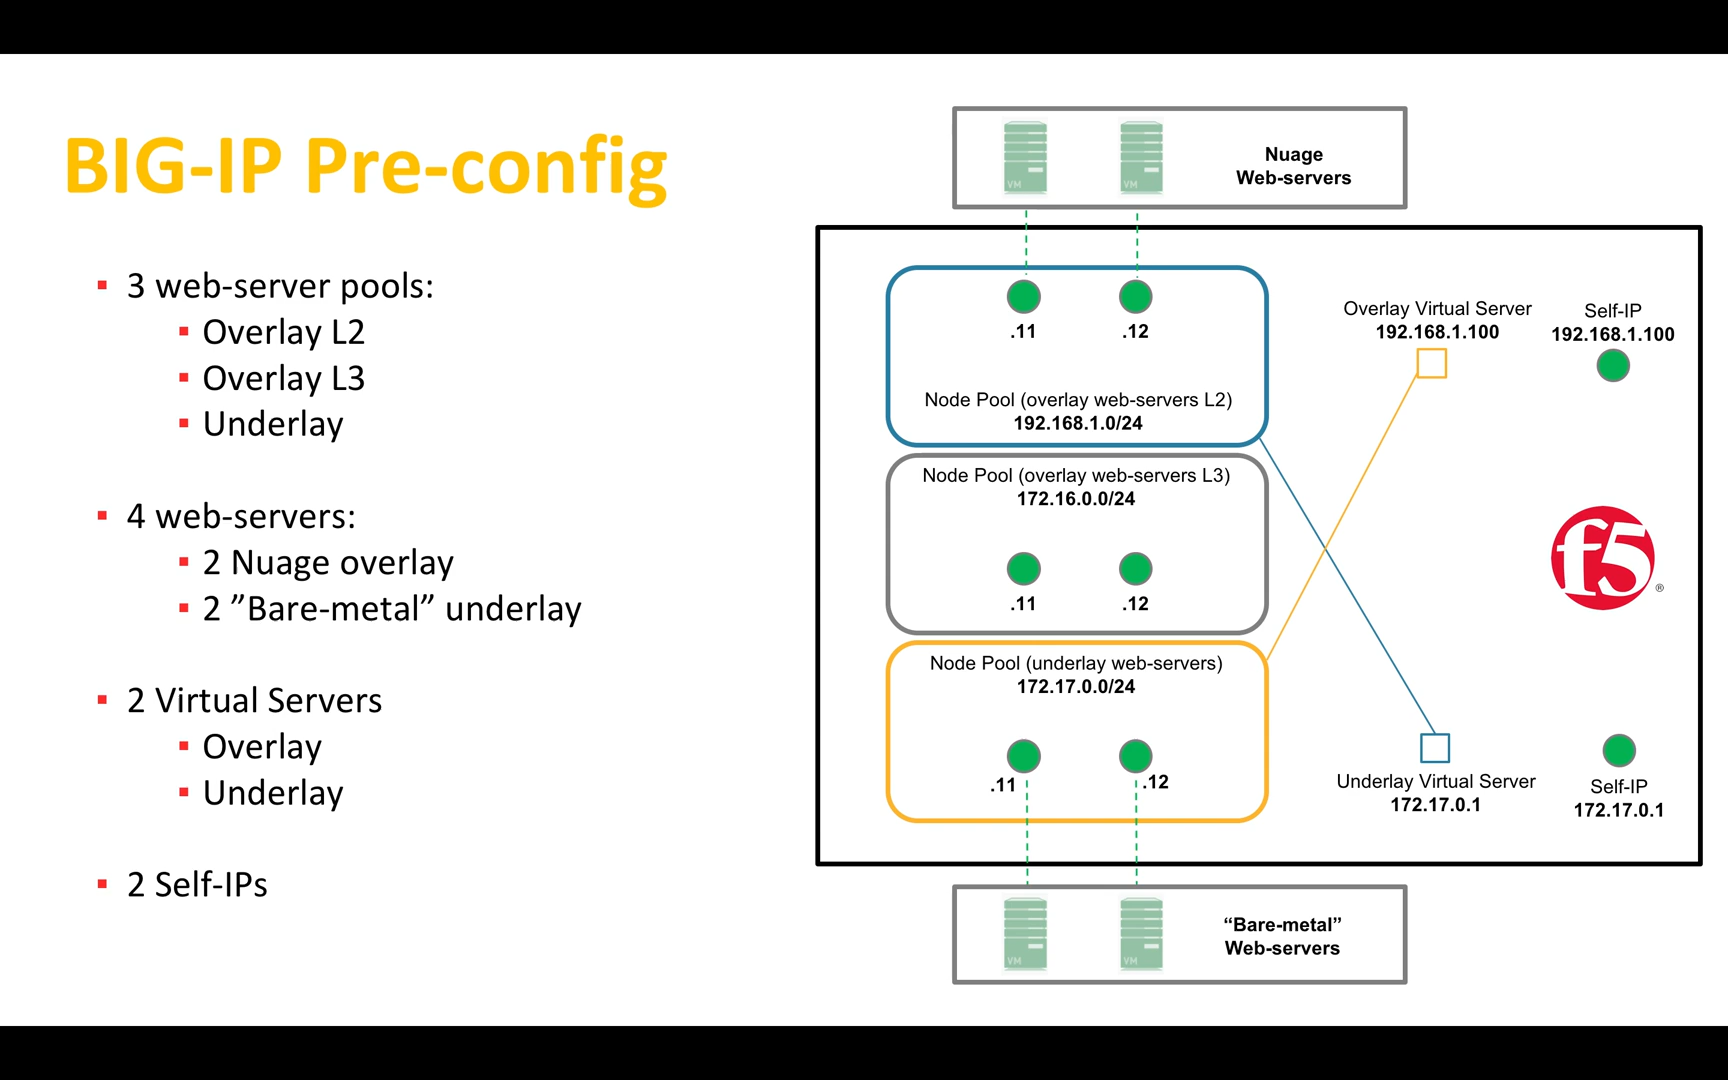 BIG-IP Pre-config
3 web-server pools:
Overlay L2
Overlay L3
Underlay
4 web-servers:
2 Nuage overlay
2 ”Bare-metal” underlay
2 Virtual Servers
Overlay
Underlay
2 Self-IPs
VM
VM
Nuage
Web-servers
.11
.12
Node Pool (overlay web-servers L2)
192.168.1.0/24
Node Pool (overlay web-servers L3)
172.16.0.0/24
.11
.12
Node Pool (underlay web-servers)
172.17.0.0/24
.11
.12
Overlay Virtual Server
192.168.1.100
Self-IP
192.168.1.100
f5
®
Underlay Virtual Server
172.17.0.1
Self-IP
172.17.0.1
VM
VM
“Bare-metal”
Web-servers